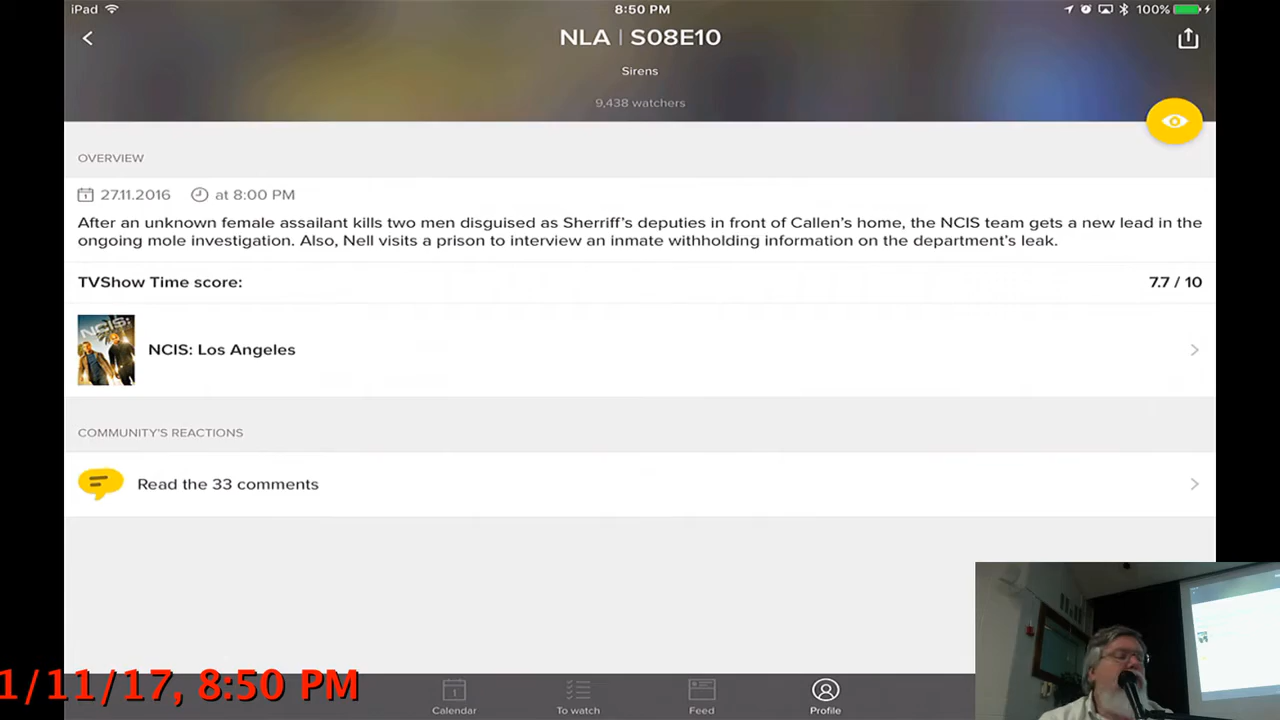 iPad 8:50 PM 100%
NLA | S08E10
Sirens
9,438 watchers
OVERVIEW
27.11.2016 at 8:00 PM
After an unknown female assailant kills two men disguised as Sherriff's deputies in front of Callen's home, the NCIS team gets a new lead in the
ongoing mole investigation. Also, Nell visits a prison to interview an inmate withholding information on the department's leak.
TVShow Time score: 7.7 / 10
NCIS:
NCIS: Los Angeles
COMMUNITY'S REACTIONS
Read the 33 comments
1/11/17, 8:50 PM
1
Calendar To watch Feed Profile